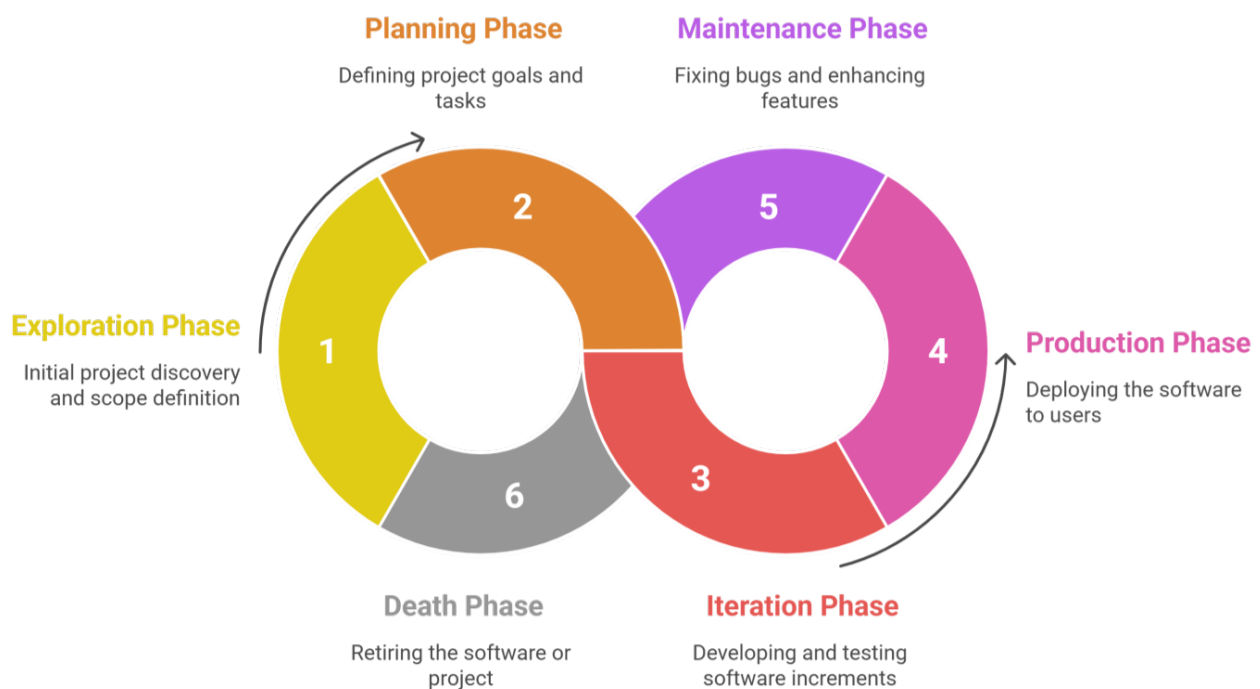 Planning Phase
Defining project goals and
tasks
Maintenance Phase
Fixing bugs and enhancing
features
2
5
Exploration Phase
Initial project discovery
and scope definition
1
4
Production Phase
Deploying the software
to users
6
3
Death Phase
Retiring the software or
project
Iteration Phase
Developing and testing
software increments